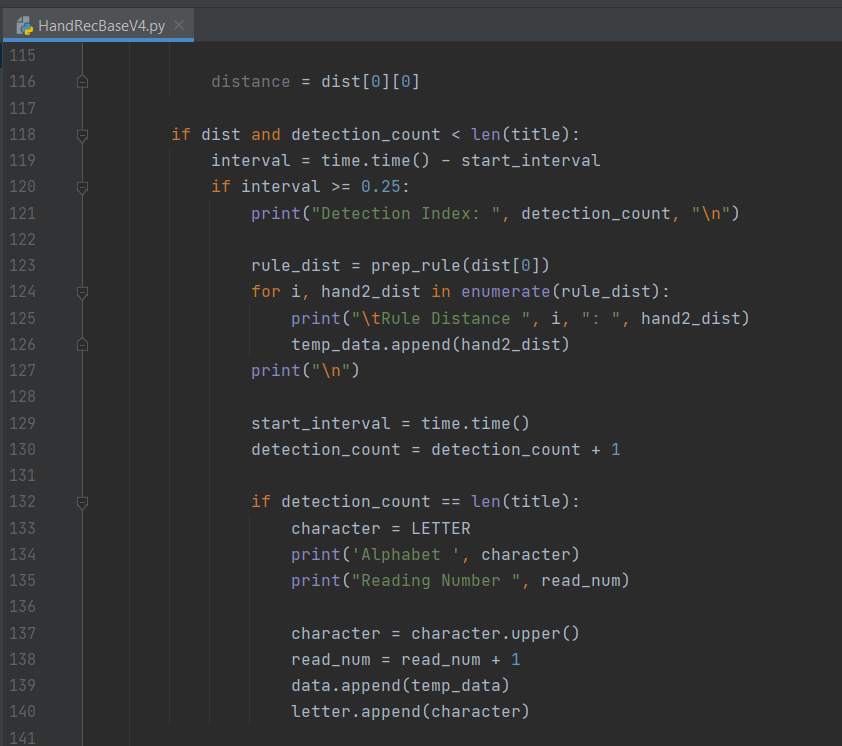 HandRecBaseV4.py
115
116 distance = dist[0][0]
117
118 if dist and detection_count < len(title):
119 interval = time.time() - start_interval
120 if interval >= 0.25:
121 print("Detection Index: ", detection_count, "\n")
122
123 rule_dist = prep_rule(dist[0])
124 for i, hand2_dist in enumerate(rule_dist):
125 print("\tRule Distance ", i, ": ", hand2_dist)
126 temp_data.append(hand2_dist)
127 print("\n")
128
129 start_interval = time.time()
130 detection_count = detection_count + 1
131
132 if detection_count == len(title):
133 character = LETTER
134 print('Alphabet ', character)
135 print("Reading Number ", read_num)
136
137 character = character.upper()
138 read_num = read_num + 1
139 data.append(temp_data)
140 letter.append(character)
141